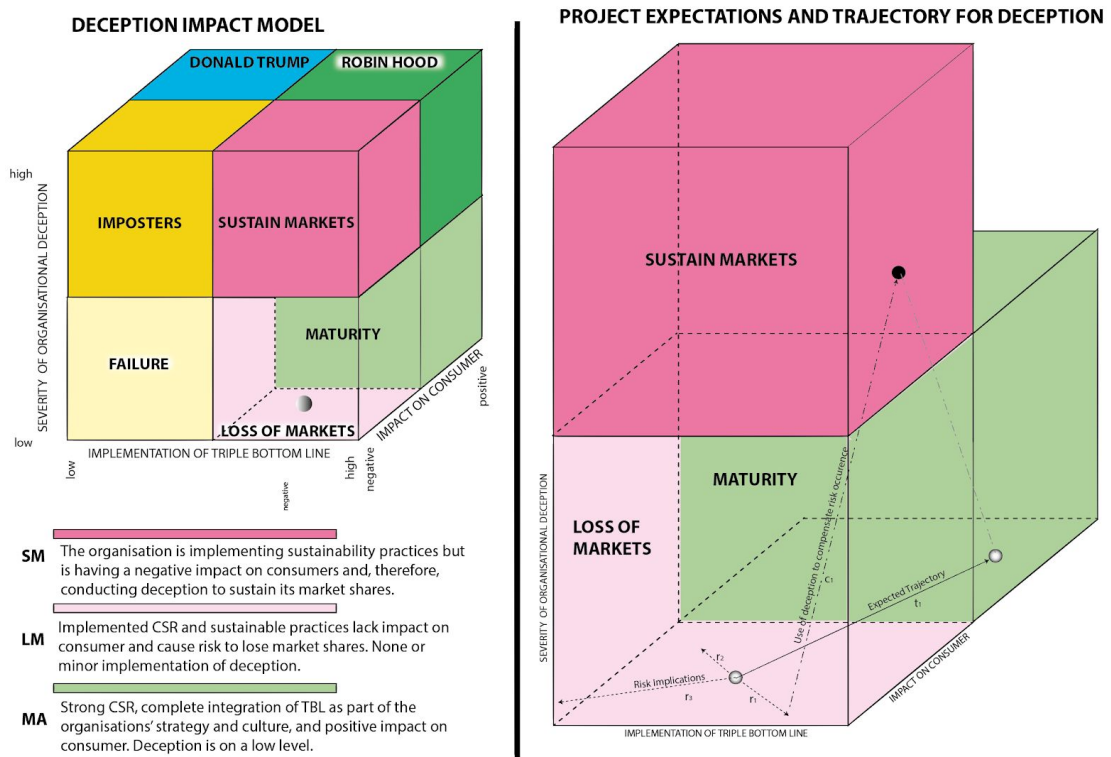 DECEPTION IMPACT MODEL
DONALD TRUMP
ROBIN HOOD
high
SEVERITY OF ORGANISATIONAL DECEPTION
IMPOSTERS
SUSTAIN MARKETS
FAILURE
MATURITY
LOSS OF MARKETS
low
IMPLEMENTATION OF TRIPLE BOTTOM LINE
low
high
negative
negative
IMPACT ON CONSUMER
positive
SM
The organisation is implementing sustainability practices but
is having a negative impact on consumers and, therefore,
conducting deception to sustain its market shares.
LM
Implemented CSR and sustainable practices lack impact on
consumer and cause risk to lose market shares. None or
minor implementation of deception.
MA
Strong CSR, complete integration of TBL as part of the
organisations' strategy and culture, and positive impact on
consumer. Deception is on a low level.
PROJECT EXPECTATIONS AND TRAJECTORY FOR DECEPTION
SUSTAIN MARKETS
MATURITY
LOSS OF
MARKETS
SEVERITY OF ORGANISATIONAL DECEPTION
Use of deception to compensate risk occurence
c1
Expected Trajectory
t1
r2
Risk implications
r3
r1
IMPACT ON CONSUMER
IMPLEMENTATION OF TRIPLE BOTTOM LINE